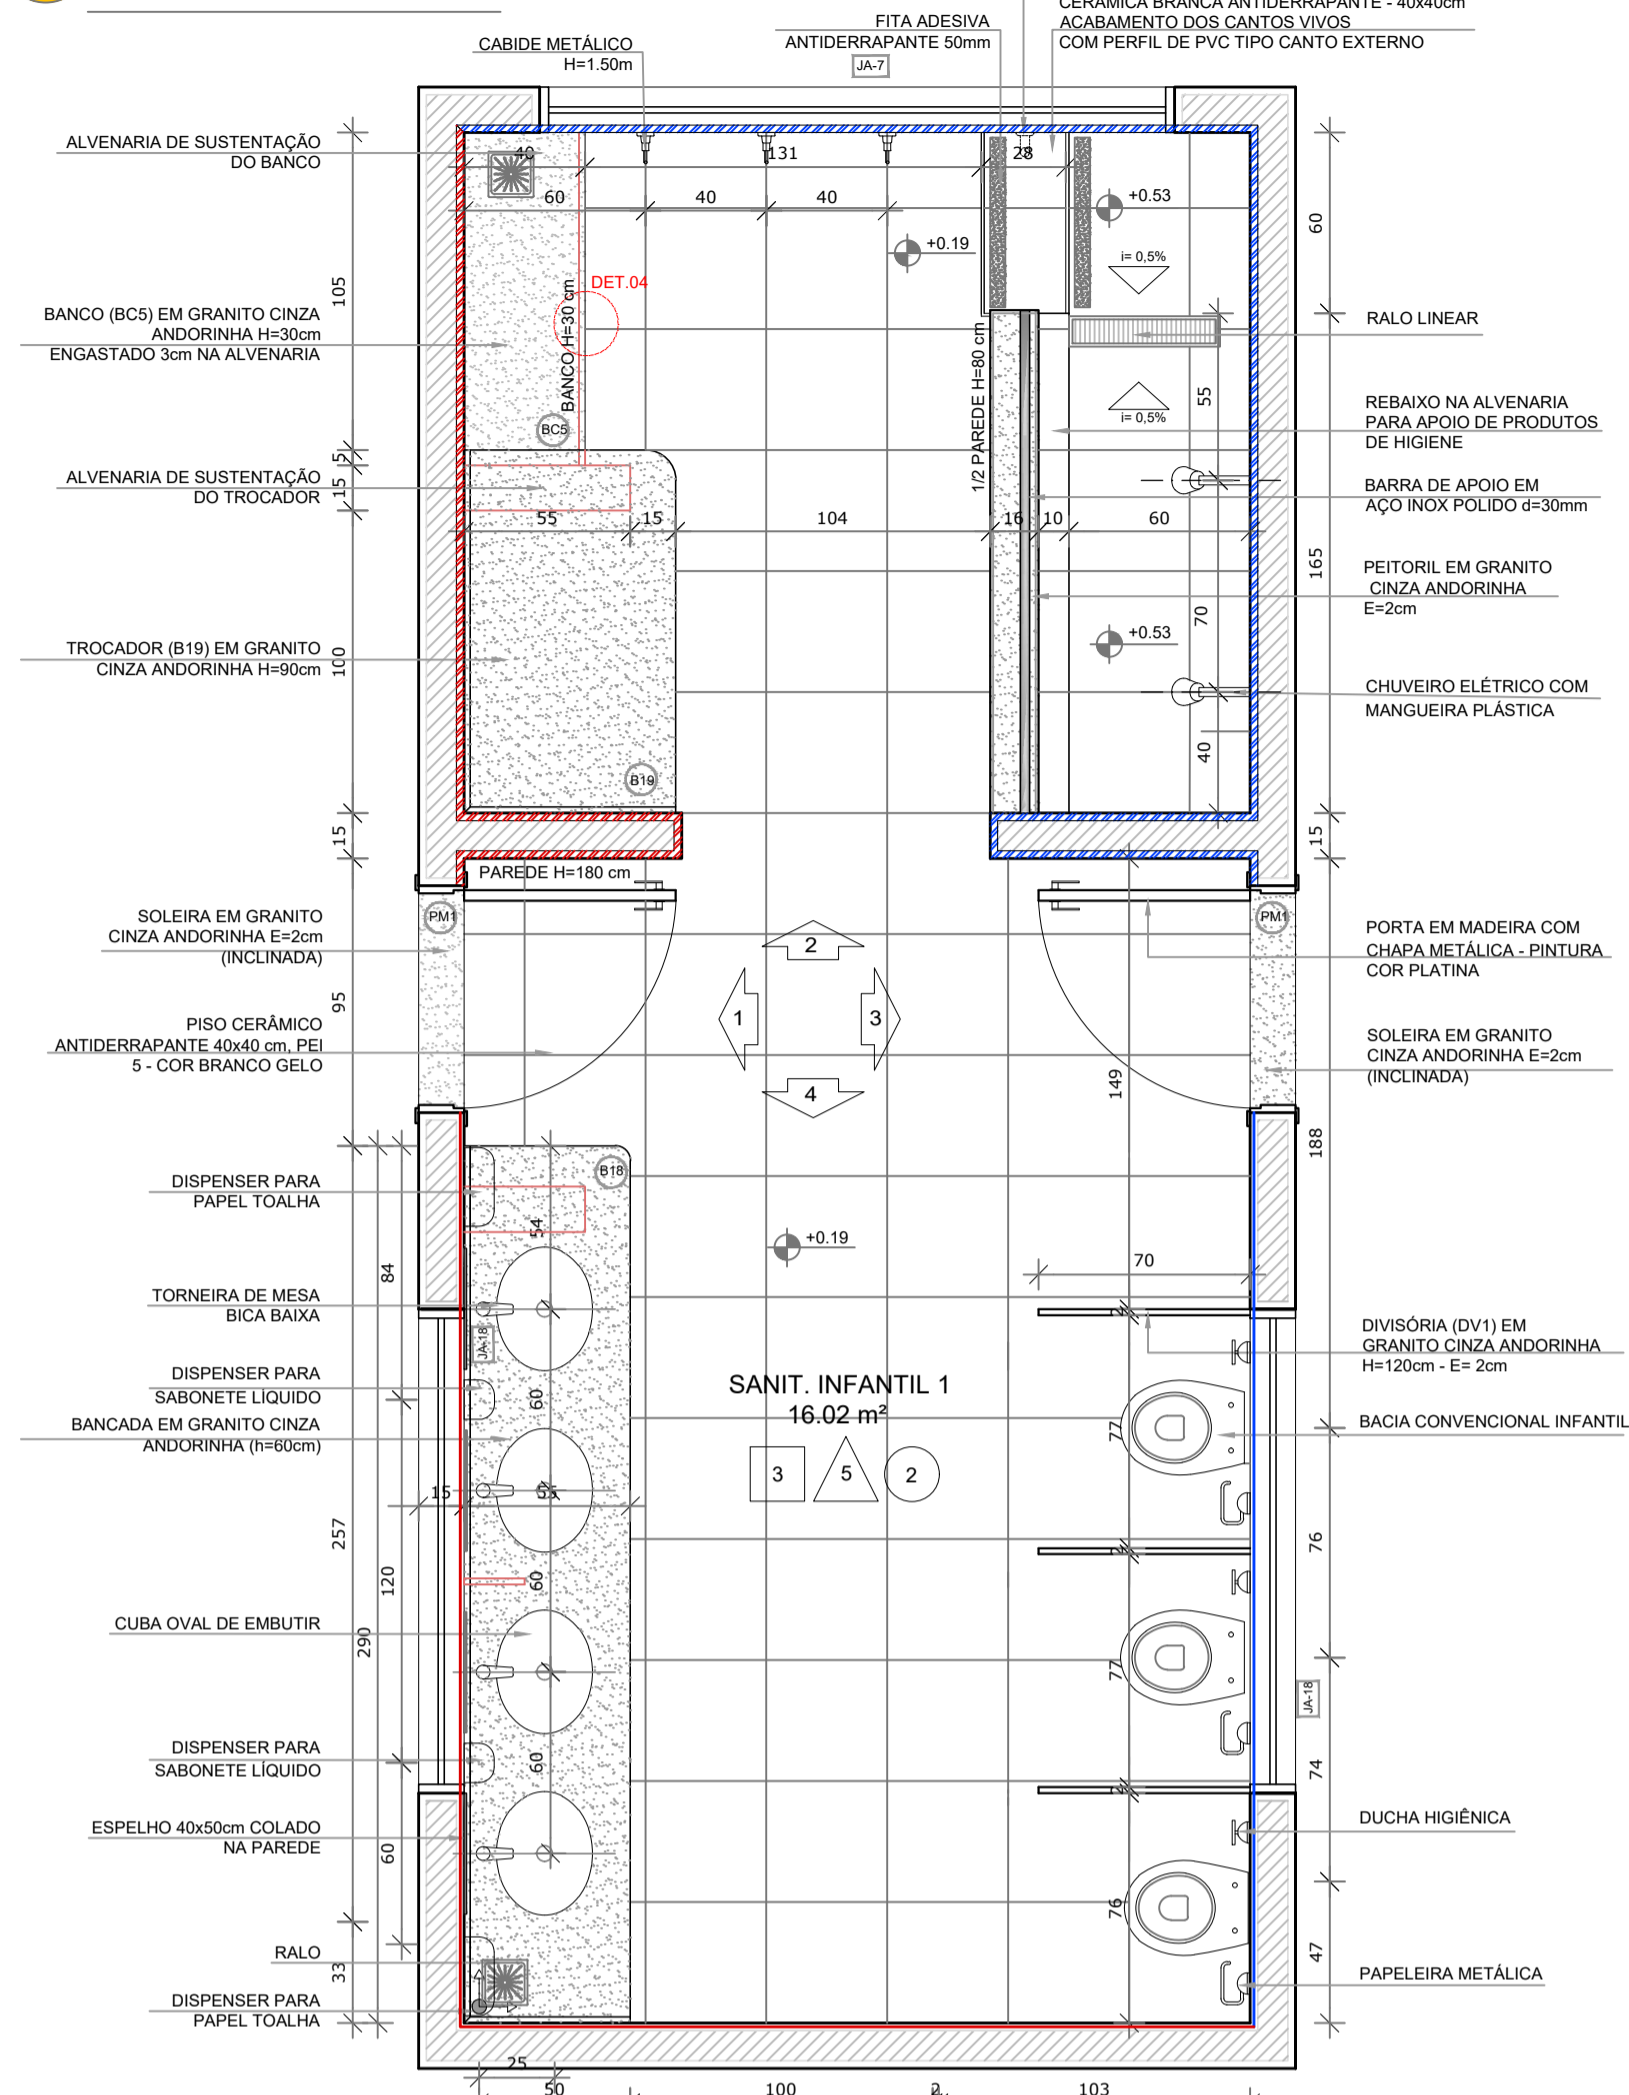 CERÂMICA BRANCA ANTIDERRAPANTE - 40x40cm
ACABAMENTO DOS CANTOS VIVOS
COM PERFIL DE PVC TIPO CANTO EXTERNO
FITA ADESIVA
ANTIDERRAPANTE 50mm
JA-7
CABIDE METÁLICO
H=1.50m
ALVENARIA DE SUSTENTAÇÃO
DO BANCO
40
131
28
60
40
40
+0.53
+0.19
i= 0,5%
60
105
DET.04
BANCO H=30 cm
BANCO (BC5) EM GRANITO CINZA
ANDORINHA H=30cm
ENGASTADO 3cm NA ALVENARIA
RALO LINEAR
1/2 PAREDE H=80 cm
55
i= 0,5%
BC5
REBAIXO NA ALVENARIA
PARA APOIO DE PRODUTOS
DE HIGIENE
5
15
ALVENARIA DE SUSTENTAÇÃO
DO TROCADOR
BARRA DE APOIO EM
AÇO INOX POLIDO d=30mm
55
15
104
16
10
60
165
PEITORIL EM GRANITO
CINZA ANDORINHA
E=2cm
70
+0.53
TROCADOR (B19) EM GRANITO
CINZA ANDORINHA H=90cm
100
CHUVEIRO ELÉTRICO COM
MANGUEIRA PLÁSTICA
40
B19
15
15
PAREDE H=180 cm
PM1
PM1
SOLEIRA EM GRANITO
CINZA ANDORINHA E=2cm
(INCLINADA)
PORTA EM MADEIRA COM
CHAPA METÁLICA - PINTURA
COR PLATINA
2
1
3
4
95
PISO CERÂMICO
ANTIDERRAPANTE 40x40 cm, PEI
5 - COR BRANCO GELO
SOLEIRA EM GRANITO
CINZA ANDORINHA E=2cm
(INCLINADA)
149
188
DISPENSER PARA
PAPEL TOALHA
B18
54
+0.19
84
70
TORNEIRA DE MESA
BICA BAIXA
JA-18
2
DIVISÓRIA (DV1) EM
GRANITO CINZA ANDORINHA
H=120cm - E= 2cm
DISPENSER PARA
SABONETE LÍQUIDO
60
SANIT. INFANTIL 1
16.02 m²
3
5
2
BACIA CONVENCIONAL INFANTIL
BANCADA EM GRANITO CINZA
ANDORINHA (h=60cm)
77
15
55
257
76
2
120
60
CUBA OVAL DE EMBUTIR
290
77
JA-18
DISPENSER PARA
SABONETE LÍQUIDO
60
74
2
ESPELHO 40x50cm COLADO
NA PAREDE
60
DUCHA HIGIÊNICA
76
RALO
33
47
PAPELEIRA METÁLICA
DISPENSER PARA
PAPEL TOALHA
25
50
100
2
103